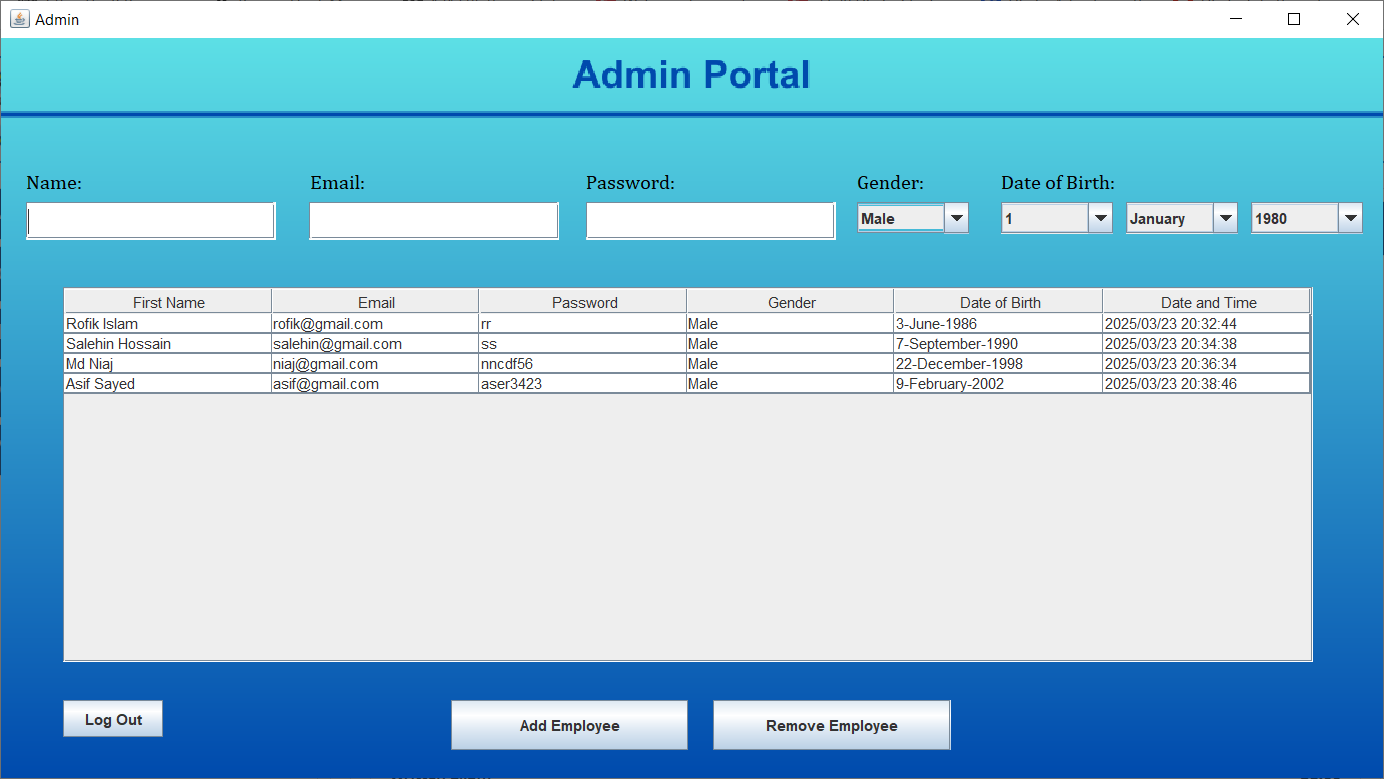 Admin
Admin Portal
Name: Email: Password: Gender: Date of Birth:
Male 1 January 1980
First Name Email Password Gender Date of Birth Date and Time
Rofik Islam rofik@gmail.com rr Male 3-June-1986 2025/03/23 20:32:44
Salehin Hossain salehin@gmail.com ss Male 7-September-1990 2025/03/23 20:34:38
Md Niaj niaj@gmail.com nncdf56 Male 22-December-1998 2025/03/23 20:36:34
Asif Sayed asif@gmail.com aser3423 Male 9-February-2002 2025/03/23 20:38:46
Log Out Add Employee Remove Employee